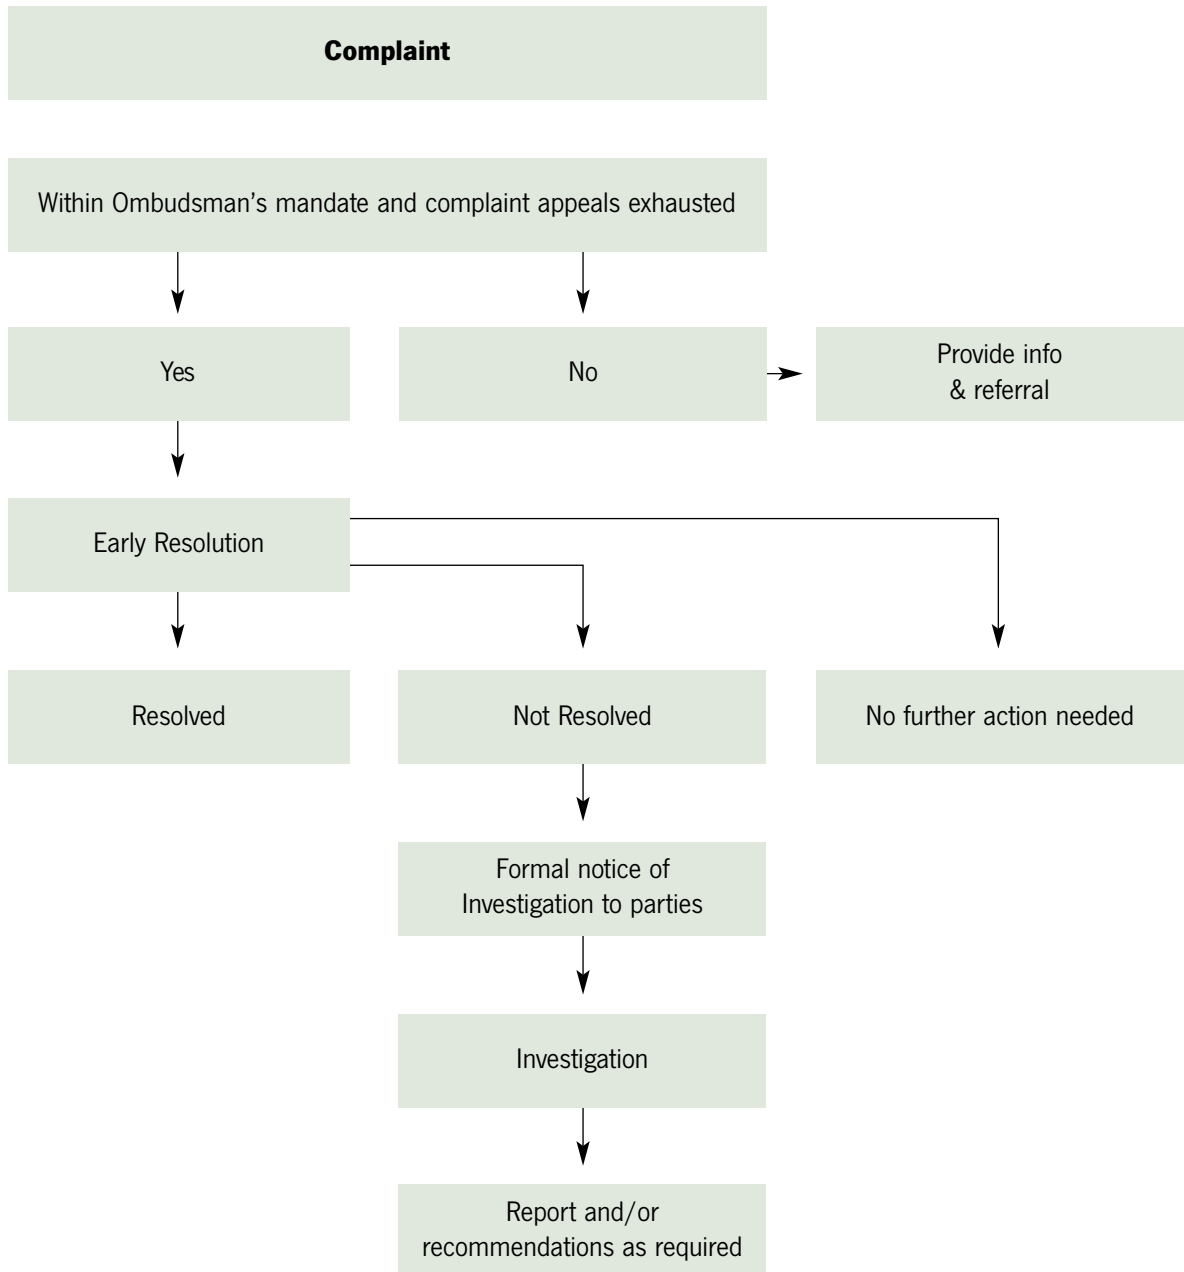 Complaint
Within Ombudsman’s mandate and complaint appeals exhausted
Yes
No
Provide info
& referral
Early Resolution
Resolved
Not Resolved
No further action needed
Formal notice of
Investigation to parties
Investigation
Report and/or
recommendations as required